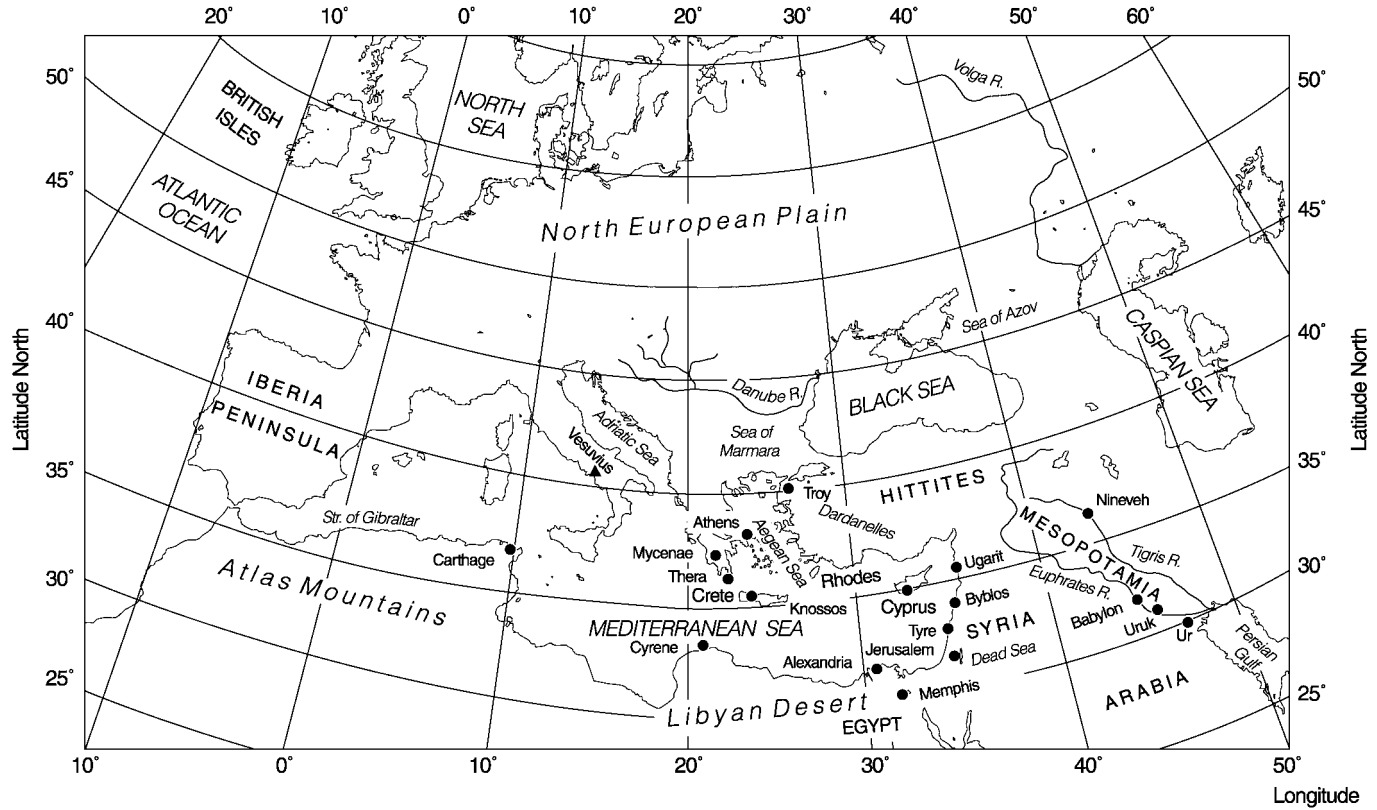 20° 10° 0° 10° 20° 30° 40° 50° 60°
50°
50°
Volga R.
BRITISH
ISLES
NORTH
SEA
45°
45°
ATLANTIC
OCEAN
North European Plain
40°
40°
Sea of Azov
CASPIAN SEA
Latitude North
Latitude North
IBERIA
PENINSULA
Danube R.
BLACK SEA
Adriatic Sea
Vesuvius
Sea of
Marmara
35°
35°
HITTITES
Troy
Nineveh
Str. of Gibraltar
Dardanelles
MESOPOTAMIA
Athens
Aegean Sea
Carthage
Mycenae
Tigris R.
Ugarit
30°
30°
Atlas Mountains
Thera
Rhodes
Euphrates R.
Crete
Knossos
Cyprus
Byblos
Babylon
Uruk
Ur
MEDITERRANEAN SEA
Tyre
SYRIA
Persian
Gulf
Cyrene
Jerusalem
Dead Sea
Alexandria
25°
25°
Memphis
ARABIA
Libyan Desert
EGYPT
10° 0° 10° 20° 30° 40° 50°
Longitude